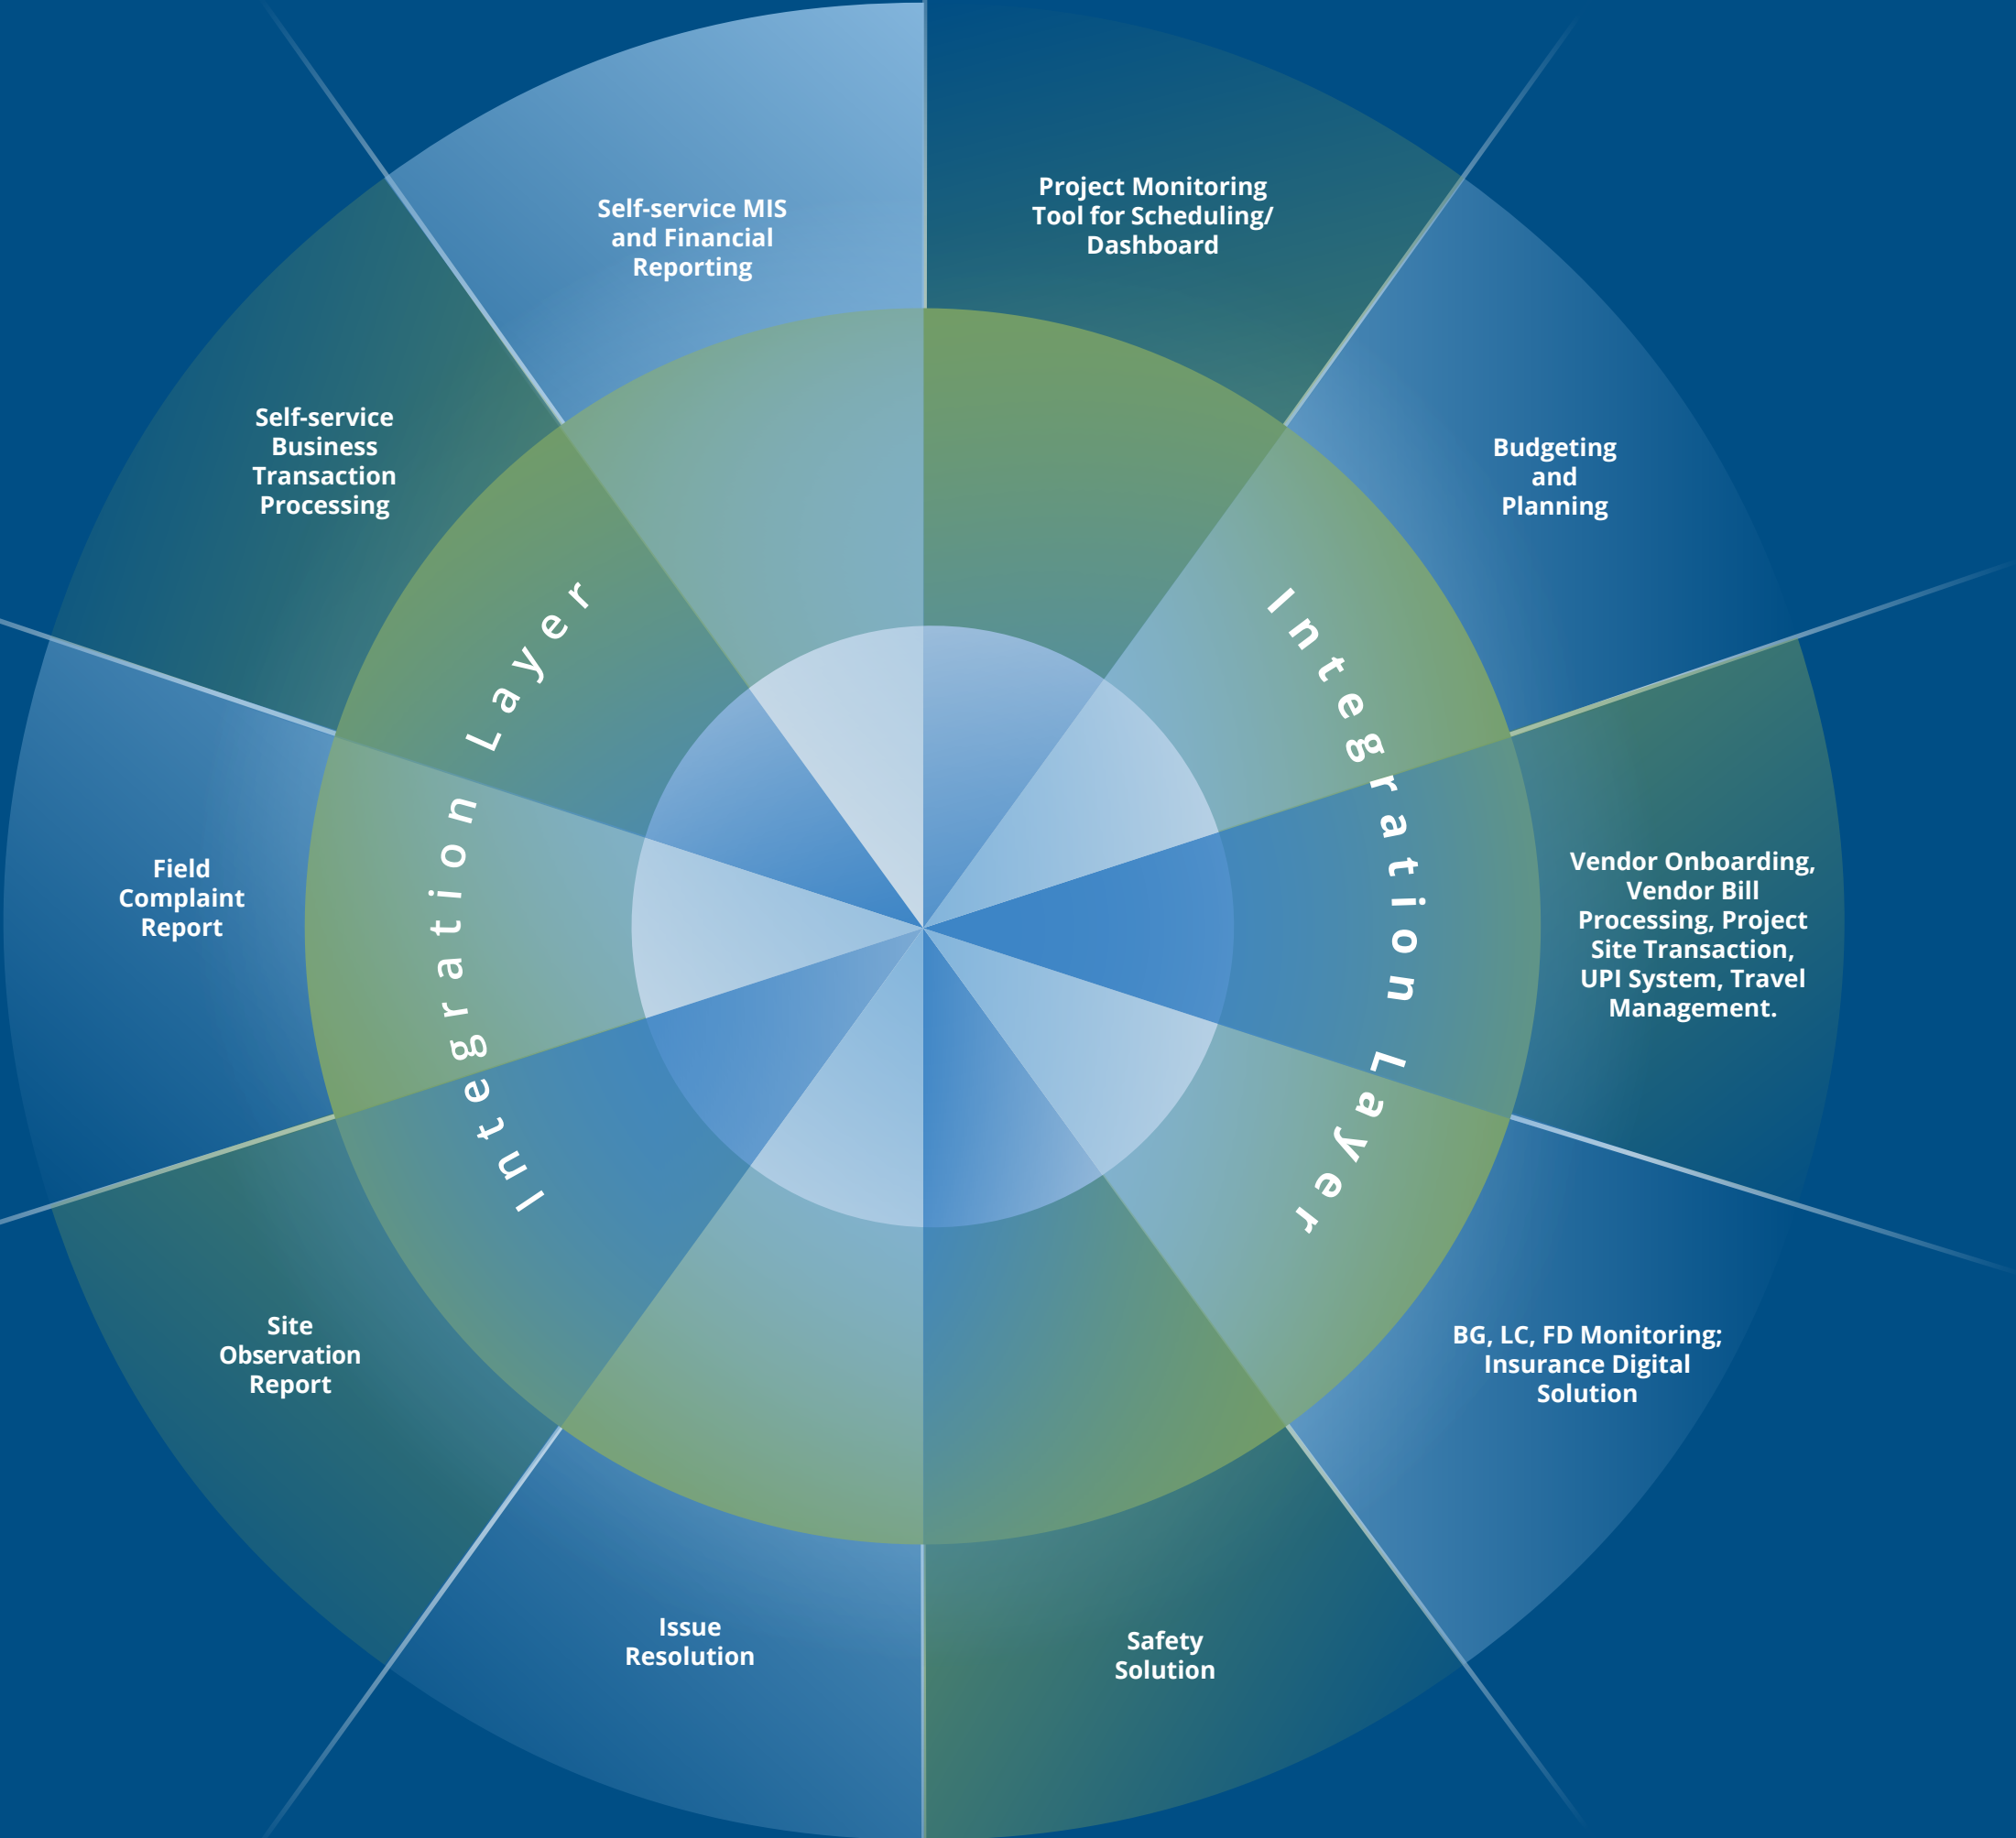 Self-service MIS
and Financial
Reporting
Project Monitoring
Tool for Scheduling/
Dashboard
Self-service
Business
Transaction
Processing
Budgeting
and
Planning
Integration Layer
Integration Layer
Field
Complaint
Report
Vendor Onboarding,
Vendor Bill
Processing, Project
Site Transaction,
UPI System, Travel
Management.
Site
Observation
Report
BG, LC, FD Monitoring;
Insurance Digital
Solution
Issue
Resolution
Safety
Solution